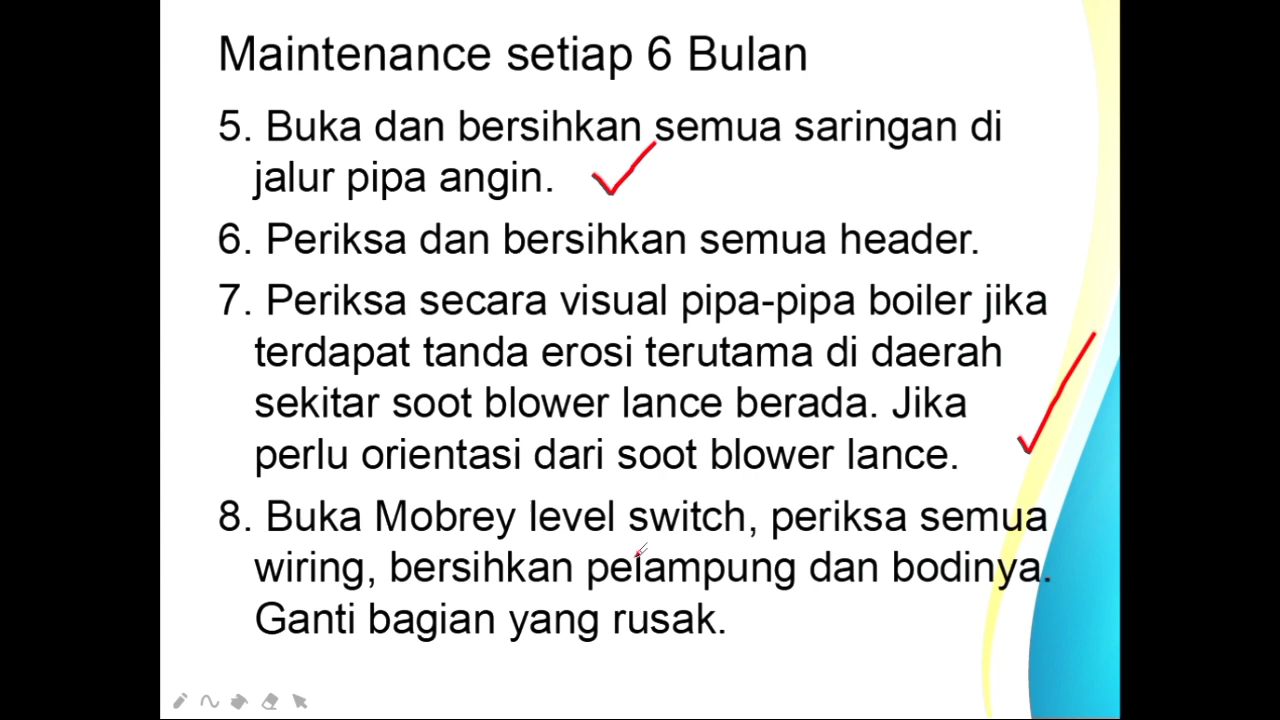 Maintenance setiap 6 Bulan
5. Buka dan bersihkan semua saringan di
jalur pipa angin.
6. Periksa dan bersihkan semua header.
7. Periksa secara visual pipa-pipa boiler jika
terdapat tanda erosi terutama di daerah
sekitar soot blower lance berada. Jika
perlu orientasi dari soot blower lance.
8. Buka Mobrey level switch, periksa semua
wiring, bersihkan pelampung dan bodinya.
Ganti bagian yang rusak.